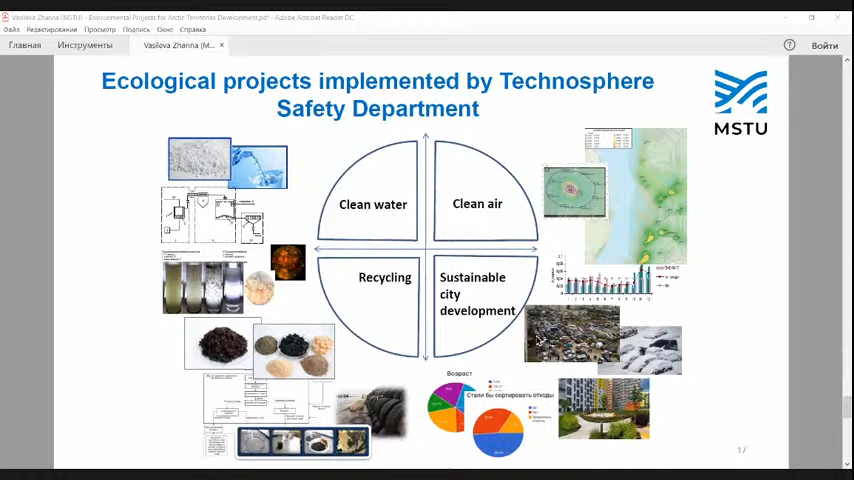 Vasileva Zhanna (MSTU) - Environmental Projects for Arctic Territories Development.pdf - Adobe Acrobat Reader DC
Файл Редактирование Просмотр Подпись Окно Справка
Главная Инструменты Vasileva Zhanna (M... × Войти
Ecological projects implemented by Technosphere
Safety Department
MSTU
Clean water
Clean air
Recycling
Sustainable
city
development
Возраст
Стали бы сортировать отходы
17